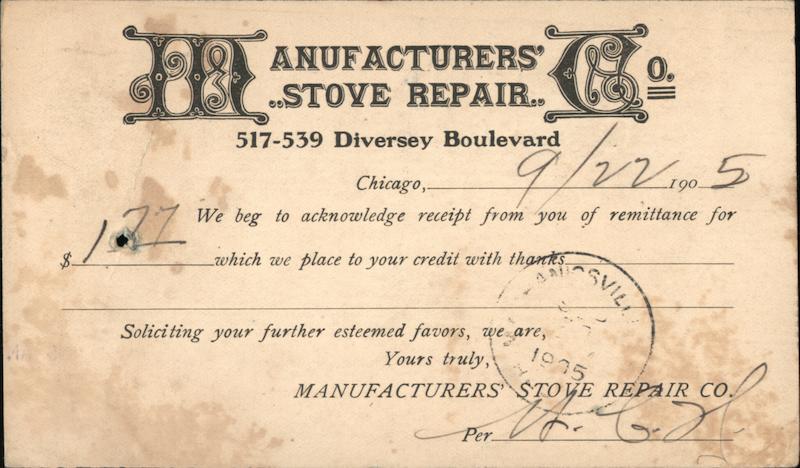 MANUFACTURERS'
..STOVE REPAIR.. Co.
517-539 Diversey Boulevard
Chicago, 9/22 1905
We beg to acknowledge receipt from you of remittance for
$ 1 77 which we place to your credit with thanks
Soliciting your further esteemed favors, we are,
Yours truly,
MANUFACTURERS' STOVE REPAIR CO.
Per
1905